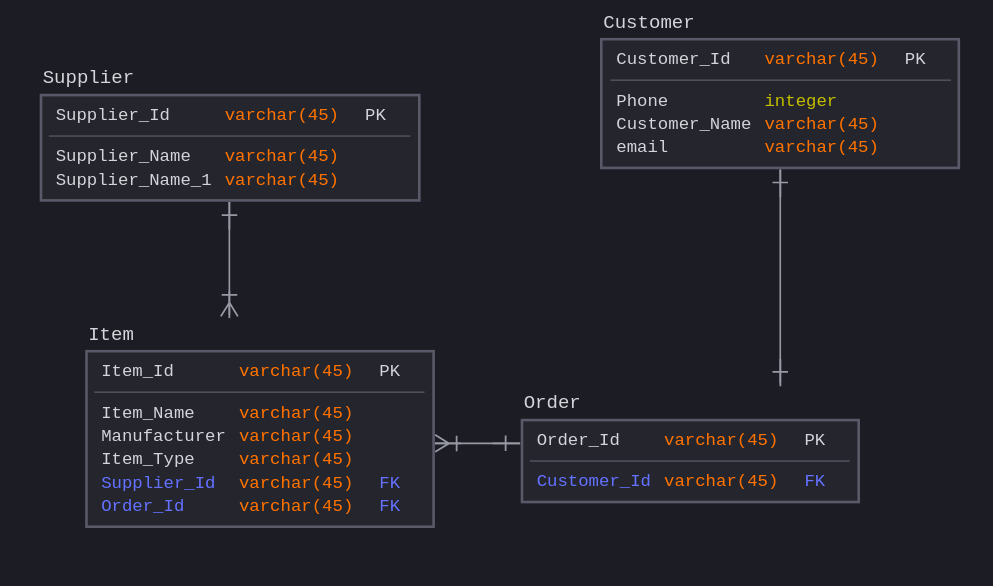 Customer
Customer_Id varchar(45) PK
Phone integer
Customer_Name varchar(45)
email varchar(45)
Supplier
Supplier_Id varchar(45) PK
Supplier_Name varchar(45)
Supplier_Name_1 varchar(45)
Item
Item_Id varchar(45) PK
Item_Name varchar(45)
Manufacturer varchar(45)
Item_Type varchar(45)
Supplier_Id varchar(45) FK
Order_Id varchar(45) FK
Order
Order_Id varchar(45) PK
Customer_Id varchar(45) FK